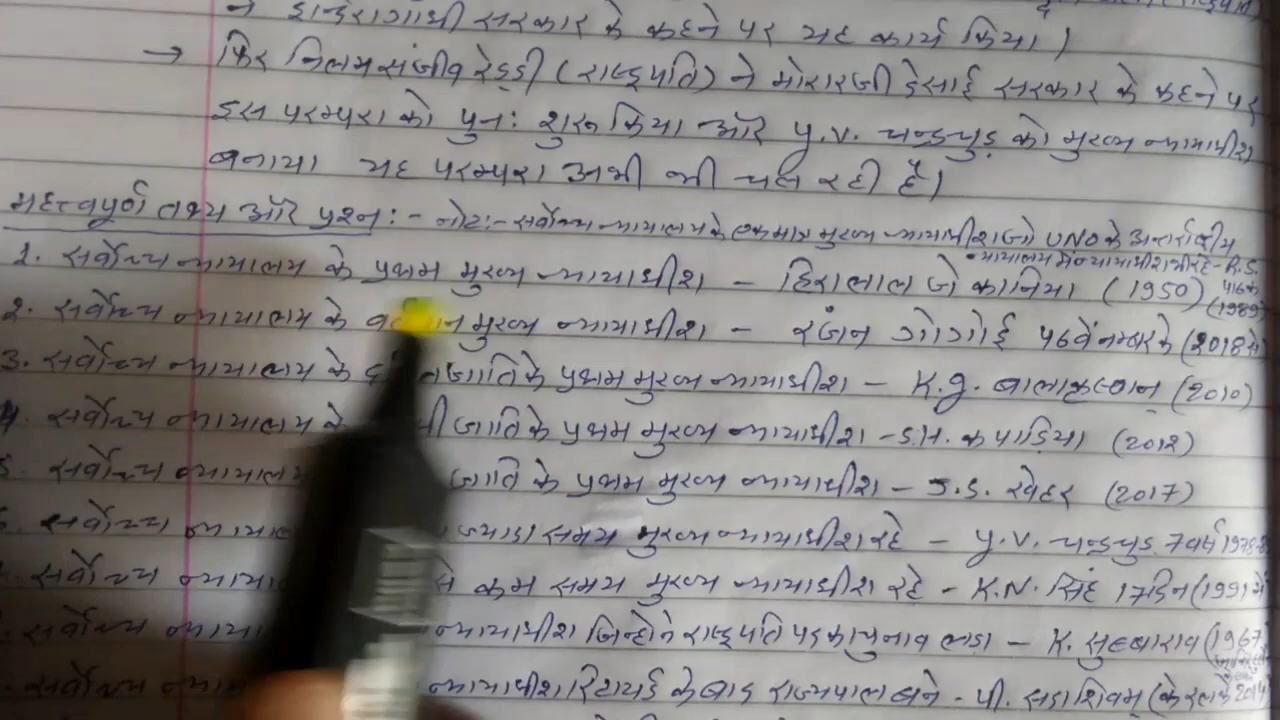 → इन्दिरा गाँधी सरकार के कहने पर यह कार्य किया।
→ फिर निलम संजीव रेड्डी (राष्ट्रपति) ने मोरारजी देसाई सरकार के कहने पर
इस परम्परा को पुनः शुरू किया और Y.V. चन्द्रचुड़ को मुख्य न्यायाधीश
बनाया यह परम्परा अभी भी चल रही है।
महत्वपुर्ण तथ्य और प्रश्न:- नोट:- सर्वोच्च न्यायालय के एकमात्र मुख्य न्यायाधीश जो UNO के अन्तर्राष्ट्रीय
न्यायालय में न्यायाधीश भी रहे - R.S.
1. सर्वोच्च न्यायालय के प्रथम मुख्य न्यायाधीश - हिरालाल जे कानिया (1950) (1989)
2. सर्वोच्च न्यायालय के मुख्य न्यायाधीश - रंजन गोगोई 46वें नम्बर के (2018 से
3. सर्वोच्च न्यायालय के जाति के प्रथम मुख्य न्यायाधीश - K.G. बालाकृष्णन (2010)
4. सर्वोच्च न्यायालय के जाति के प्रथम मुख्य न्यायाधीश - S.H. कपाड़िया (2012)
5. सर्वोच्च न्यायालय जाति के प्रथम मुख्य न्यायाधीश - J.S. खेहर (2017)
सर्वोच्च ज्यादा समय मुख्य न्यायाधीश रहे - Y.V. चन्द्रचुड़ 7 वर्ष
सर्वोच्च से कम समय मुख्य न्यायाधीश रहे - K.N. सिंह 17 दिन (1991 में
सर्वोच्च न्यायाधीश जिन्होने राष्ट्रपति पद का चुनाव लड़ा - K. सुब्बाराव (1967
सर्वोच्च न्यायाधीश रिटायर्ड के बाद राज्यपाल बने - पी. सदाशिवम (केरल के 2014